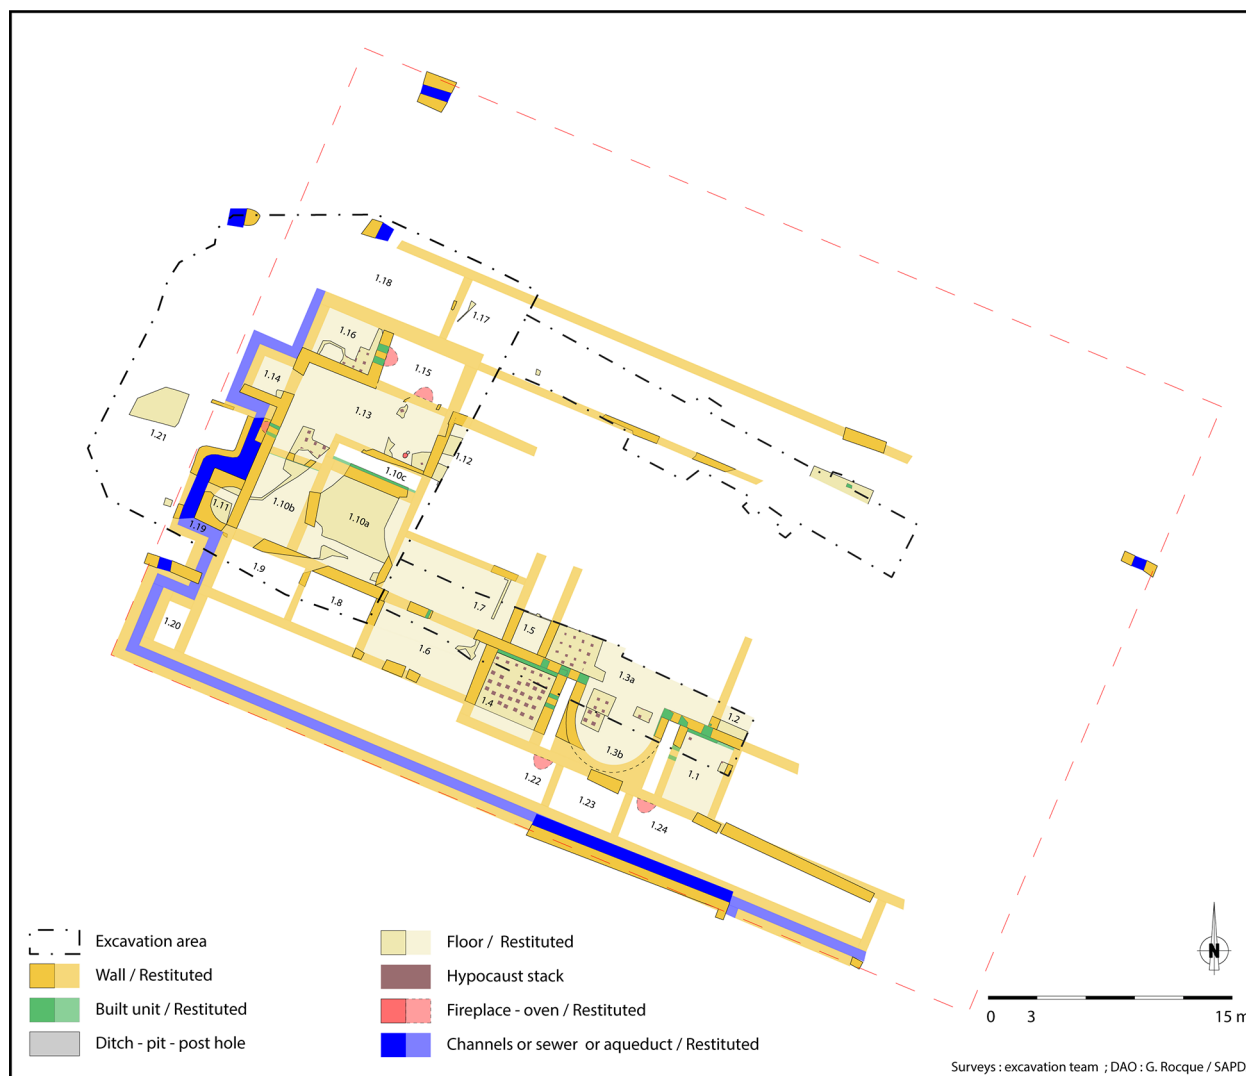 1.18
1.17
1.16
1.15
1.14
1.13
1.12
1.10c
1.21
1.11
1.10b
1.10a
1.19
1.9
1.8
1.7
1.20
1.5
1.6
1.3a
1.4
1.2
1.3b
1.1
1.22
1.23
1.24
Excavation area
Wall / Restituted
Built unit / Restituted
Ditch - pit - post hole
Floor / Restituted
Hypocaust stack
Fireplace - oven / Restituted
Channels or sewer or aqueduct / Restituted
N
0 3 15 m
Surveys : excavation team ; DAO : G. Rocque / SAPD